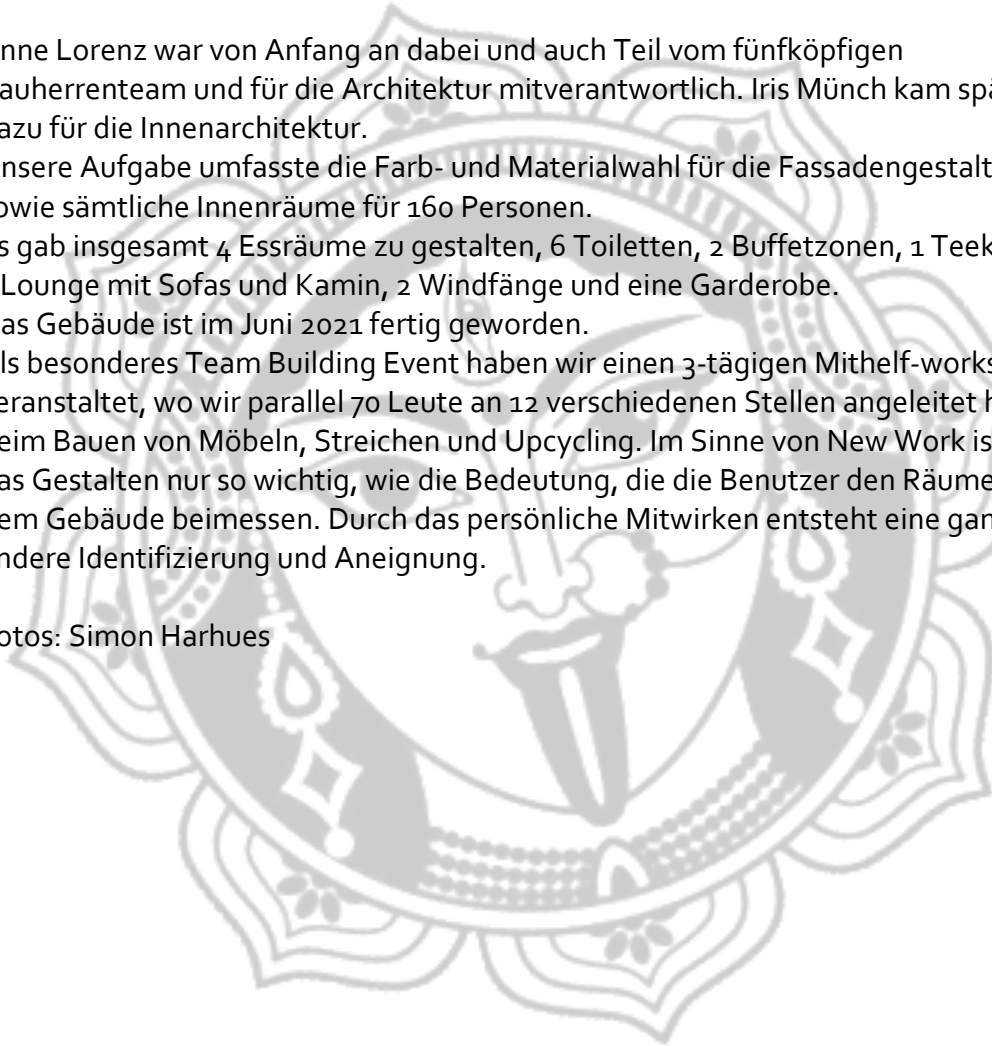 nne Lorenz war von Anfang an dabei und auch Teil vom fünfköpfigen
auherrenteam und für die Architektur mitverantwortlich. Iris Münch kam spä
azu für die Innenarchitektur.
nsere Aufgabe umfasste die Farb- und Materialwahl für die Fassadengestalt
owie sämtliche Innenräume für 160 Personen.
s gab insgesamt 4 Essräume zu gestalten, 6 Toiletten, 2 Buffetzonen, 1 Teek
Lounge mit Sofas und Kamin, 2 Windfänge und eine Garderobe.
as Gebäude ist im Juni 2021 fertig geworden.
ls besonderes Team Building Event haben wir einen 3-tägigen Mithelf-works
eranstaltet, wo wir parallel 70 Leute an 12 verschiedenen Stellen angeleitet h
eim Bauen von Möbeln, Streichen und Upcycling. Im Sinne von New Work is
as Gestalten nur so wichtig, wie die Bedeutung, die die Benutzer den Räume
em Gebäude beimessen. Durch das persönliche Mitwirken entsteht eine gan
ndere Identifizierung und Aneignung.
otos: Simon Harhues